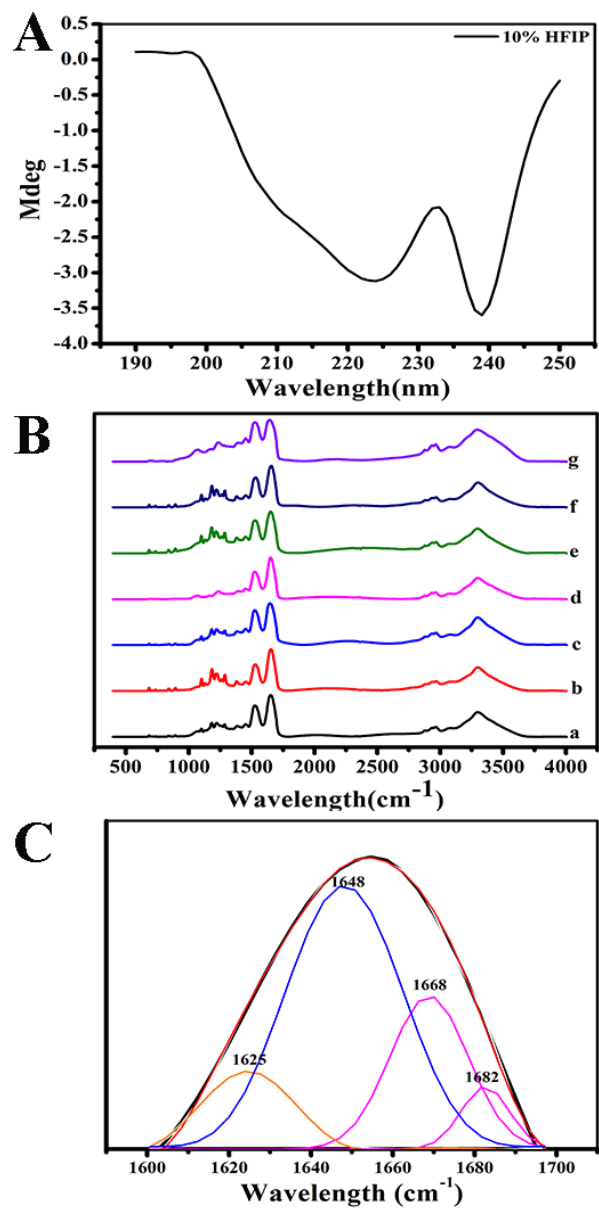 A
0.5
0.0
-0.5
-1.0
-1.5
-2.0
-2.5
-3.0
-3.5
-4.0
Mdeg
10% HFIP
190 200 210 220 230 240 250
Wavelength(nm)
B
g
f
e
d
c
b
a
500 1000 1500 2000 2500 3000 3500 4000
Wavelength(cm-1)
C
1648
1668
1625
1682
1600 1620 1640 1660 1680 1700
Wavelength (cm-1)